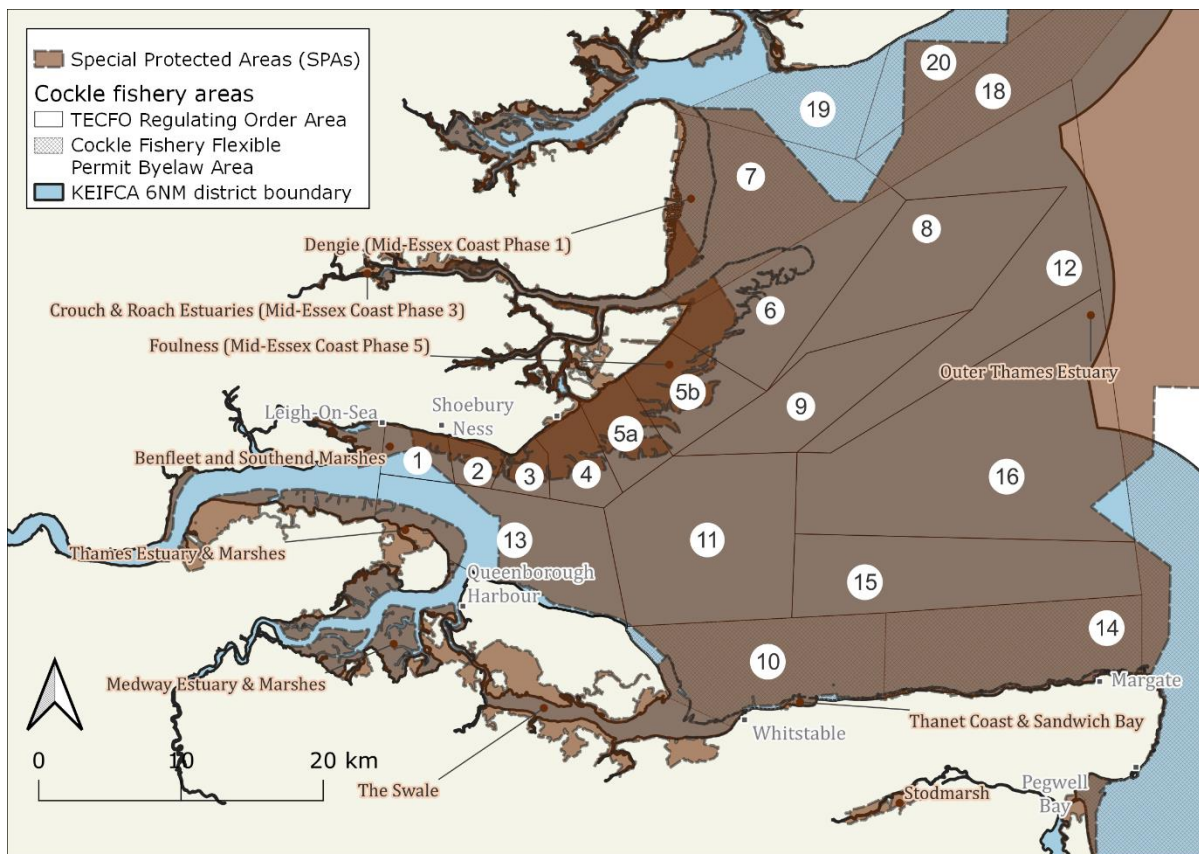 Special Protected Areas (SPAs)
Cockle fishery areas
TECFO Regulating Order Area
Cockle Fishery Flexible
Permit Byelaw Area
KEIFCA 6NM district boundary
20
19
18
7
Dengie (Mid-Essex Coast Phase 1)
8
12
Crouch & Roach Estuaries (Mid-Essex Coast Phase 3)
6
Foulness (Mid-Essex Coast Phase 5)
Outer Thames Estuary
5b
9
Leigh-On-Sea
Shoebury
Ness
5a
Benfleet and Southend Marshes
1
2
3
4
16
13
11
Thames Estuary & Marshes
Queenborough
Harbour
15
14
10
Medway Estuary & Marshes
Margate
Thanet Coast & Sandwich Bay
Whitstable
0 10 20 km
The Swale
Stodmarsh
Pegwell
Bay